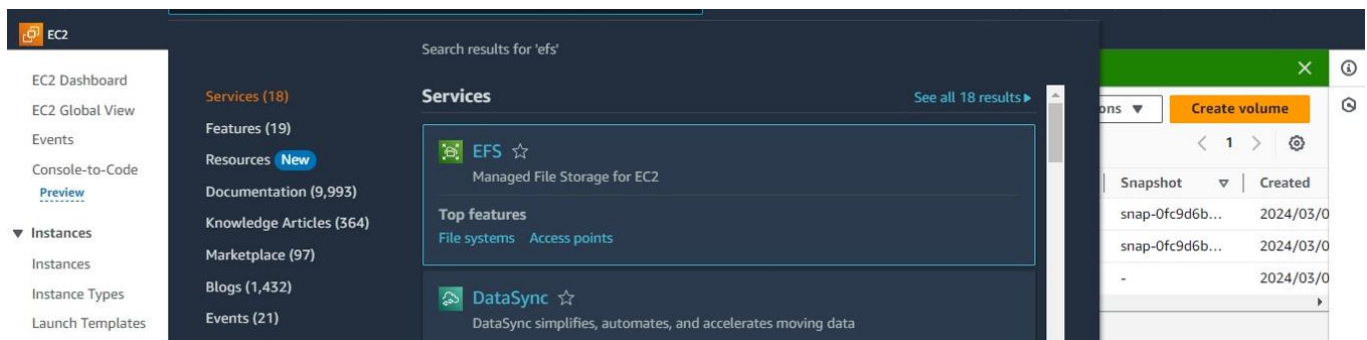 EC2
EC2 Dashboard
EC2 Global View
Events
Console-to-Code
Preview
Instances
Instances
Instance Types
Launch Templates
Search results for 'efs'
Services (18)
Features (19)
Resources New
Documentation (9,993)
Knowledge Articles (364)
Marketplace (97)
Blogs (1,432)
Events (21)
Services
See all 18 results
EFS
Managed File Storage for EC2
Top features
File systems Access points
DataSync
DataSync simplifies, automates, and accelerates moving data
ons Create volume
1
Snapshot Created
snap-0fc9d6b... 2024/03/0
snap-0fc9d6b... 2024/03/0
- 2024/03/0